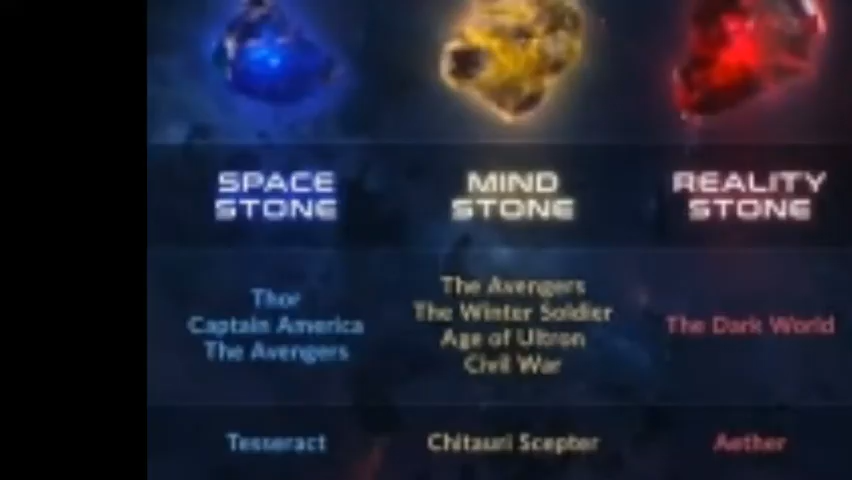 SPACE
STONE
MIND
STONE
REALITY
STONE
Thor
Captain America
The Avengers
The Avengers
The Winter Soldier
Age of Ultron
Civil War
The Dark World
Tesseract
Chitauri Scepter
Aether